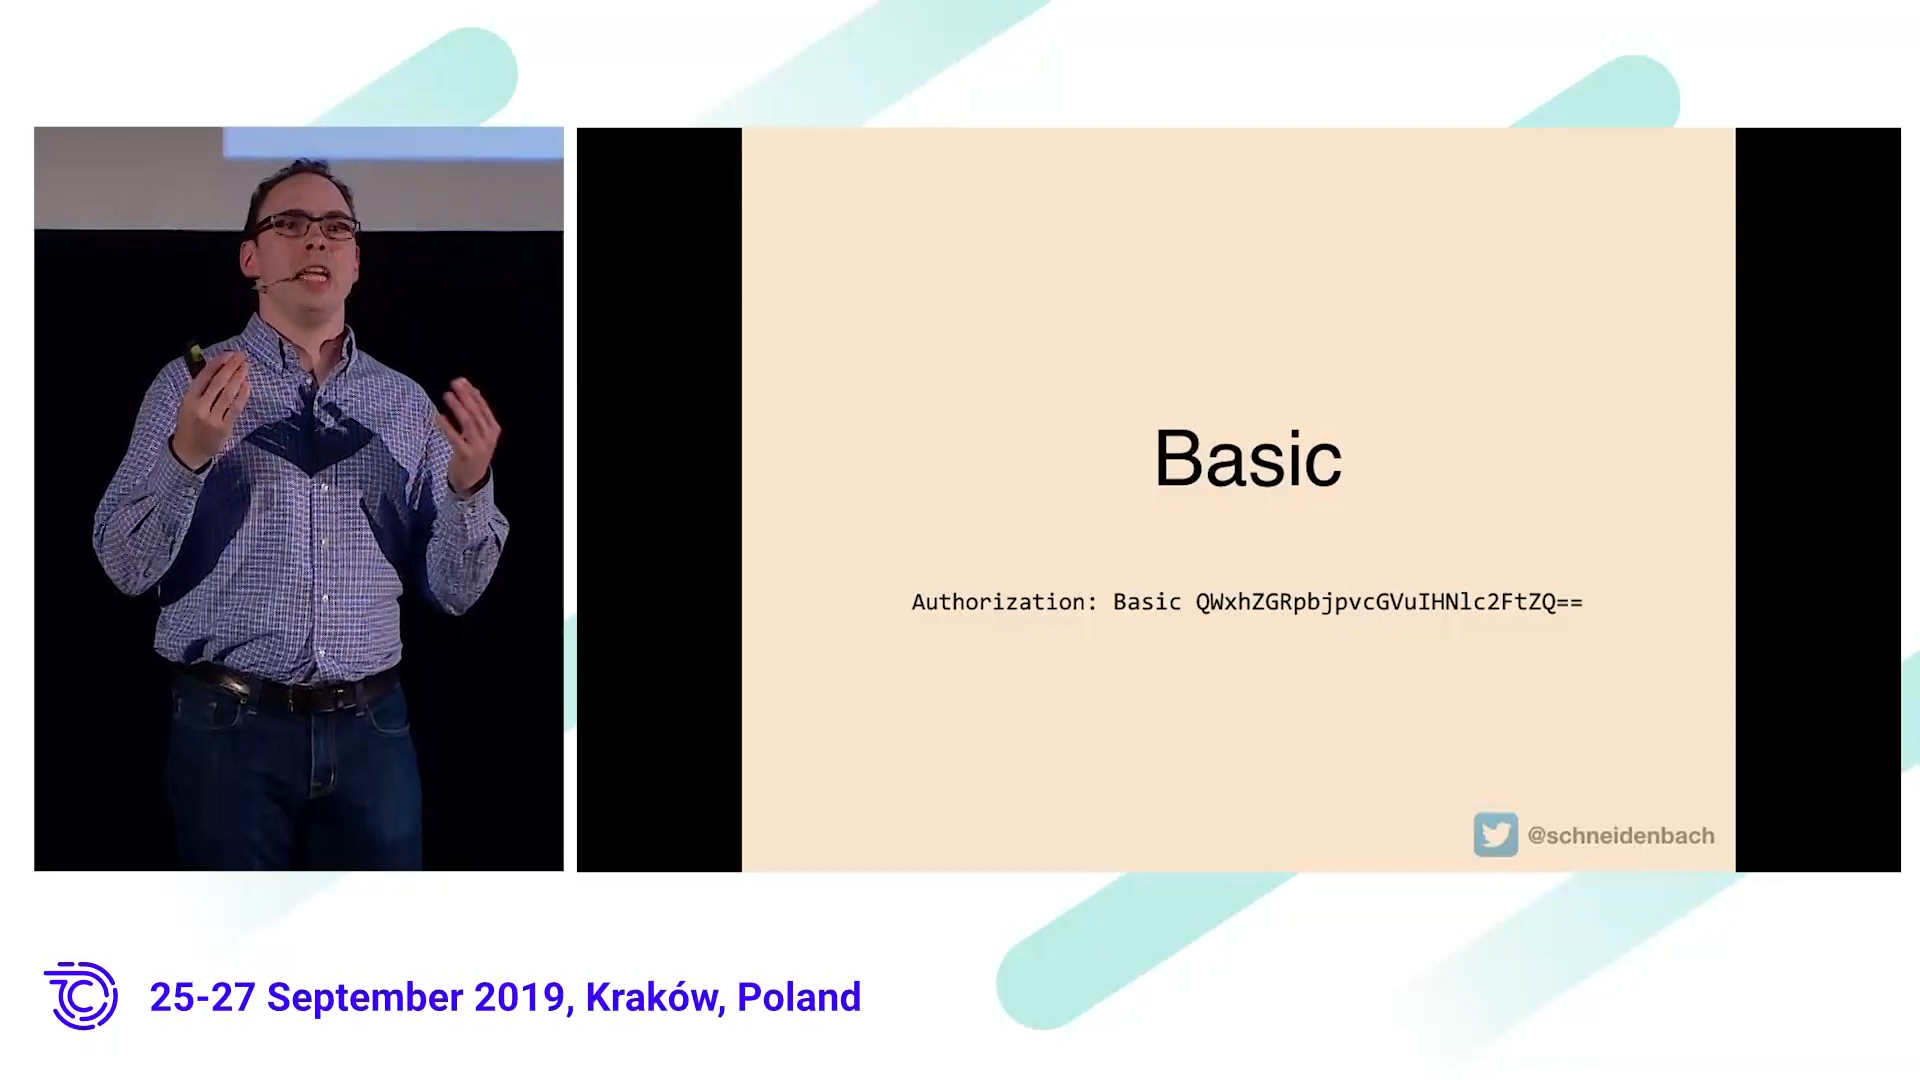 Basic
Authorization: Basic QWxhZGRpbjpvcGVuIHNlc2FtZQ==
@schneidenbach
25-27 September 2019, Kraków, Poland